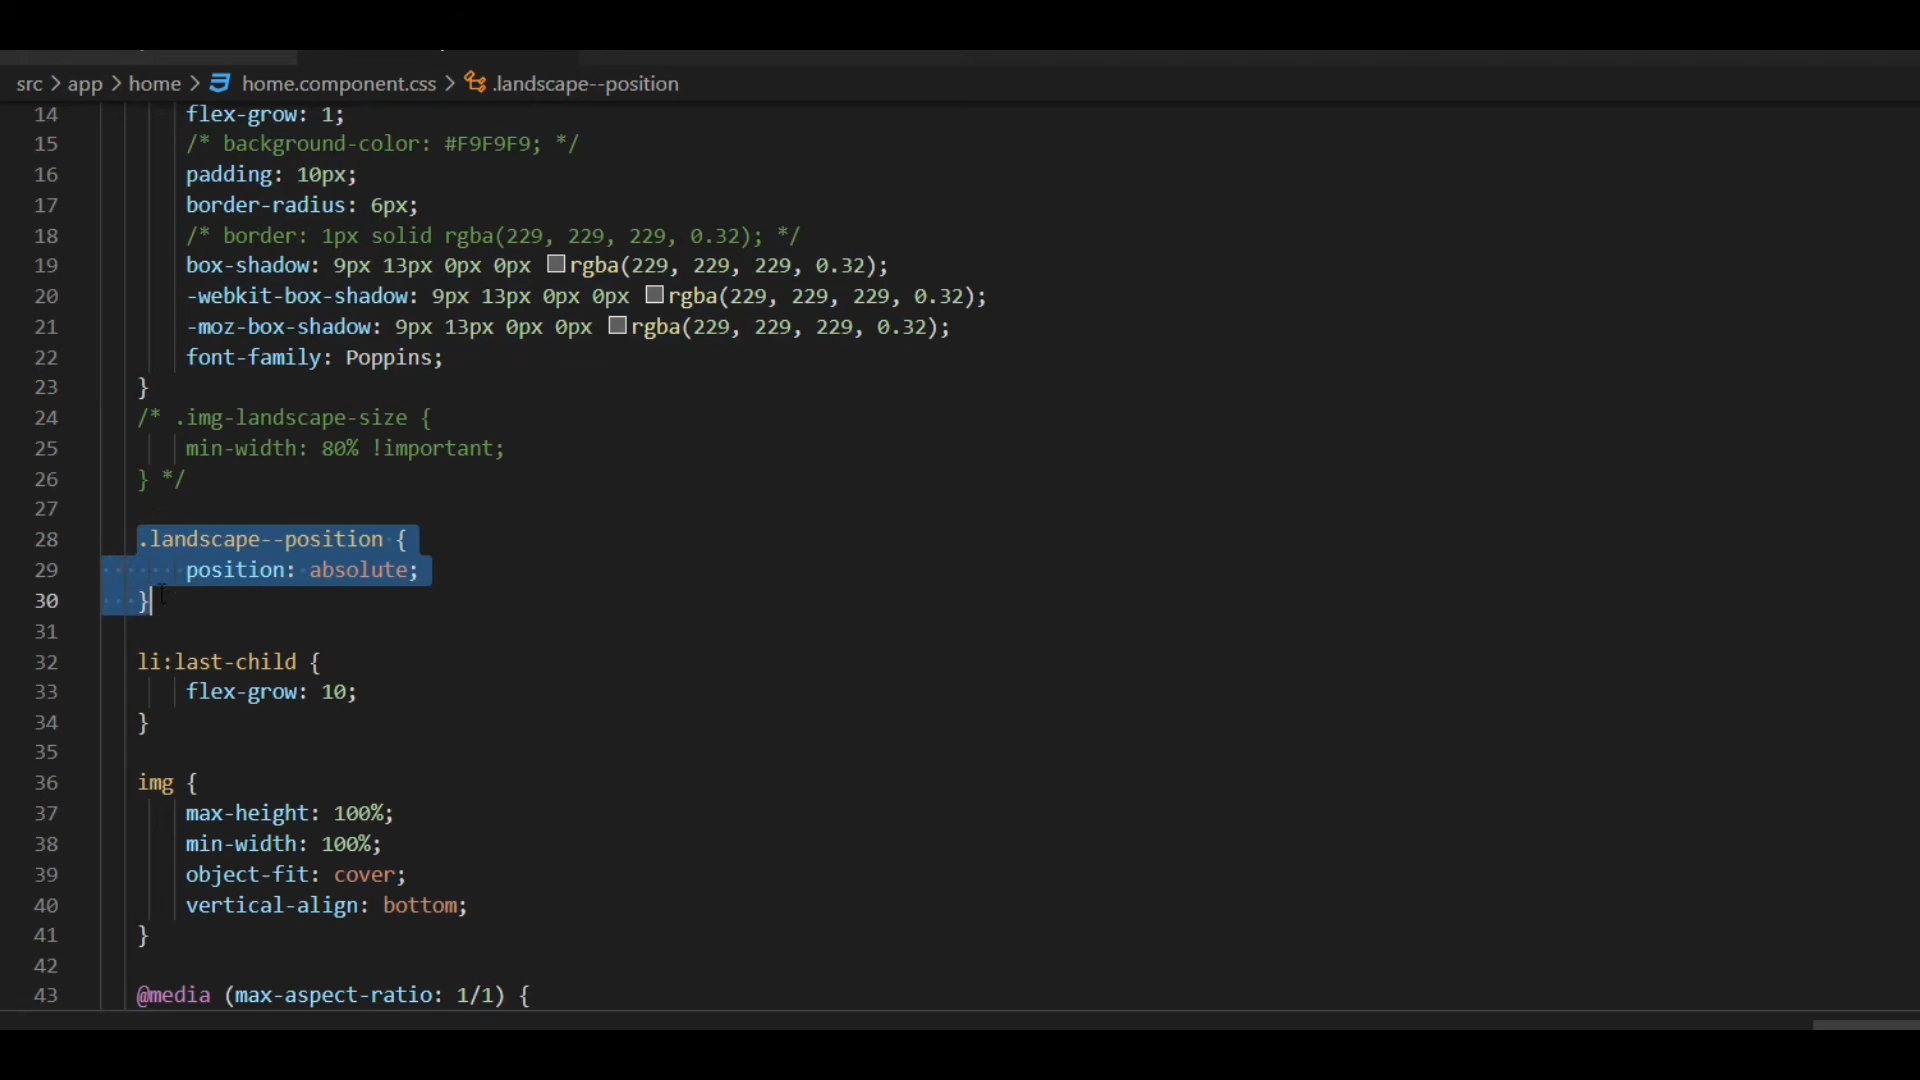 src > app > home > home.component.css > .landscape--position
14 flex-grow: 1;
15 /* background-color: #F9F9F9; */
16 padding: 10px;
17 border-radius: 6px;
18 /* border: 1px solid rgba(229, 229, 229, 0.32); */
19 box-shadow: 9px 13px 0px 0px rgba(229, 229, 229, 0.32);
20 -webkit-box-shadow: 9px 13px 0px 0px rgba(229, 229, 229, 0.32);
21 -moz-box-shadow: 9px 13px 0px 0px rgba(229, 229, 229, 0.32);
22 font-family: Poppins;
23 }
24 /* .img-landscape-size {
25 min-width: 80% !important;
26 } */
27
28 .landscape--position {
29 position: absolute;
30 }
31
32 li:last-child {
33 flex-grow: 10;
34 }
35
36 img {
37 max-height: 100%;
38 min-width: 100%;
39 object-fit: cover;
40 vertical-align: bottom;
41 }
42
43 @media (max-aspect-ratio: 1/1) {